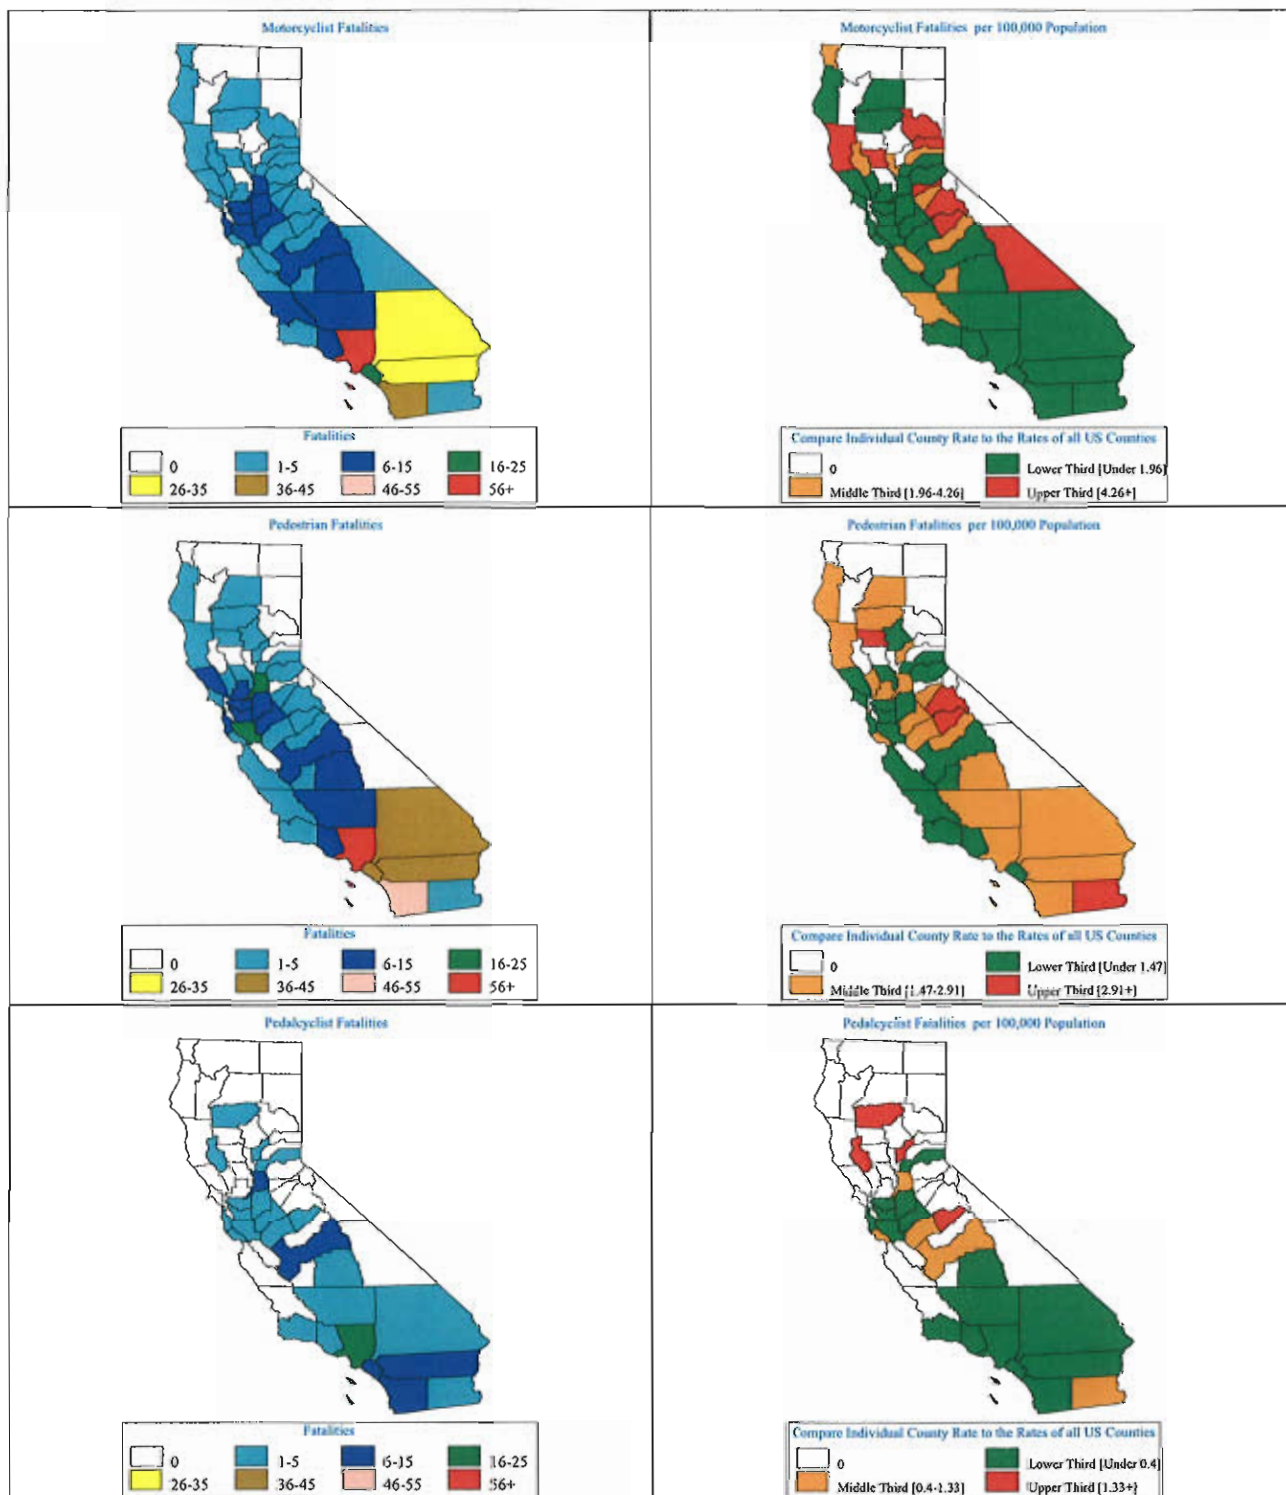 Motorcyclist Fatalities
Motorcyclist Fatalities per 100,000 Population
Fatalities
0 1-5 6-15 16-25
26-35 36-45 46-55 56+
Compare Individual County Rate to the Rates of all US Counties
0 Lower Third [Under 1.96]
Middle Third [1.96-4.26] Upper Third [4.26+]
Pedestrian Fatalities
Pedestrian Fatalities per 100,000 Population
Fatalities
0 1-5 6-15 16-25
26-35 36-45 46-55 56+
Compare Individual County Rate to the Rates of all US Counties
0 Lower Third [Under 1.47]
Middle Third [1.47-2.91] Upper Third [2.91+]
Pedalcyclist Fatalities
Pedalcyclist Fatalities per 100,000 Population
Fatalities
0 1-5 6-15 16-25
26-35 36-45 46-55 56+
Compare Individual County Rate to the Rates of all US Counties
0 Lower Third [Under 0.4]
Middle Third [0.4-1.33] Upper Third [1.33+]